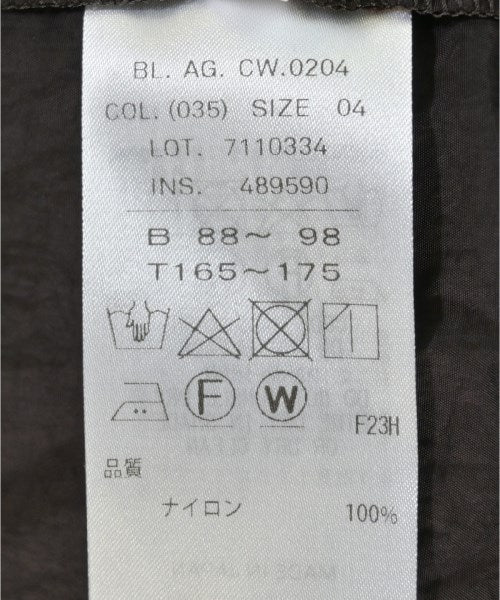 BL. AG. CW.0204
COL.(035) SIZE 04
LOT. 7110334
INS. 489590
B 88～ 98
T165～175
F W
F23H
品質
ナイロン 100%